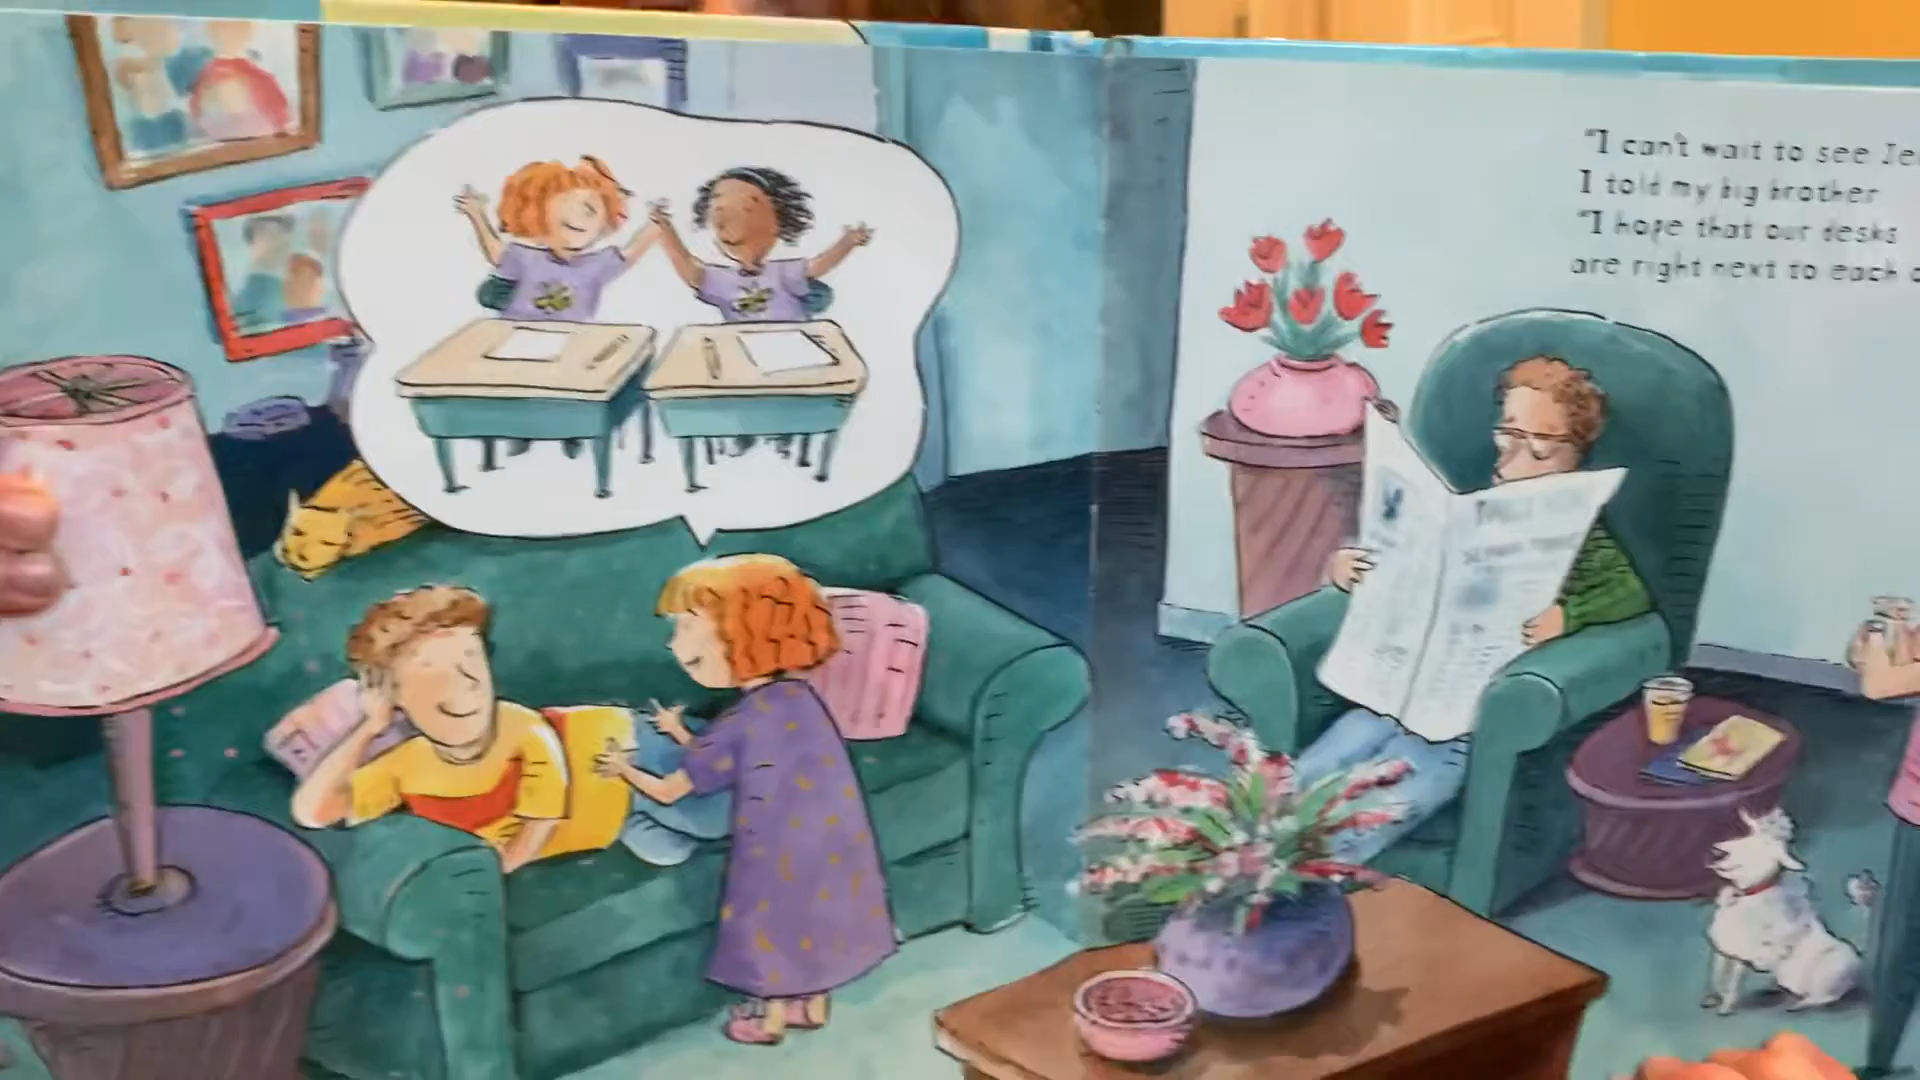 "I can't wait to see
I told my big brother
"I hope that our desks
are right next to each